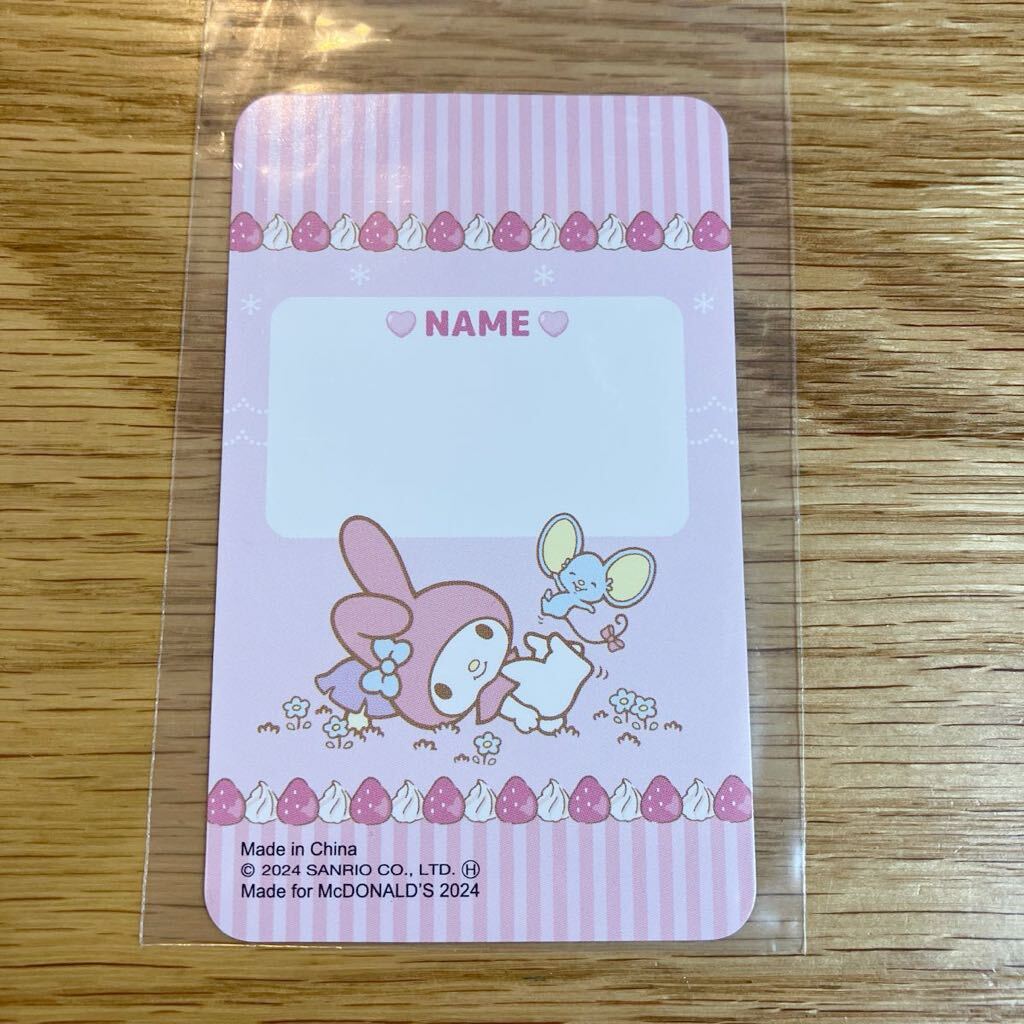 NAME
Made in China
© 2024 SANRIO CO., LTD. Ⓗ
Made for McDONALD'S 2024